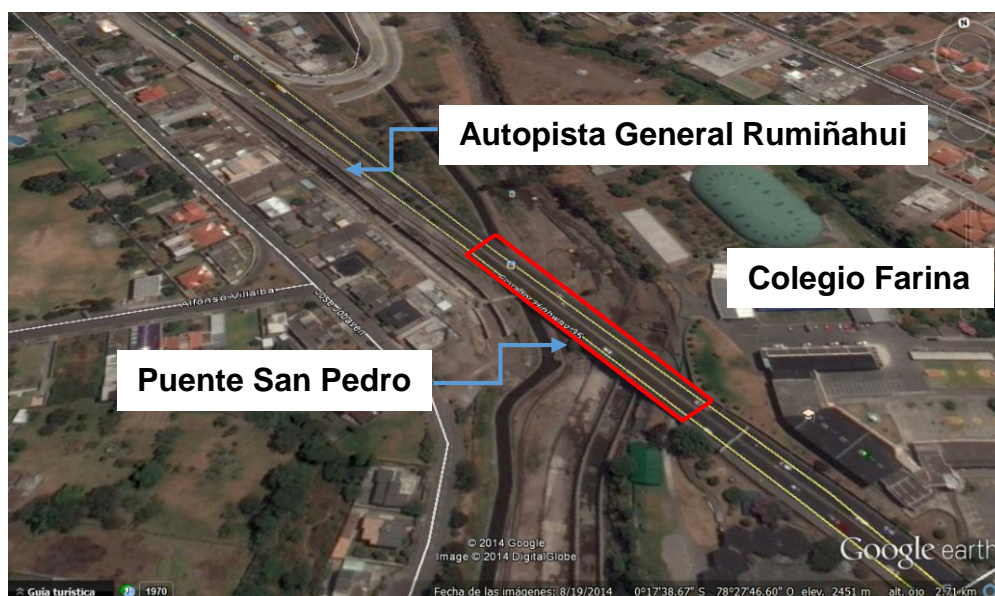 N
Autopista General Rumiñahui
Colegio Farina
Alfonso Villalba
Puente San Pedro
© 2014 Google
Image © 2014 DigitalGlobe
Google earth
Guía turística
1970
Fecha de las imágenes: 8/19/2014 0°17'38.67" S 78°27'46.60" O elev. 2451 m alt. ojo 2.71 km